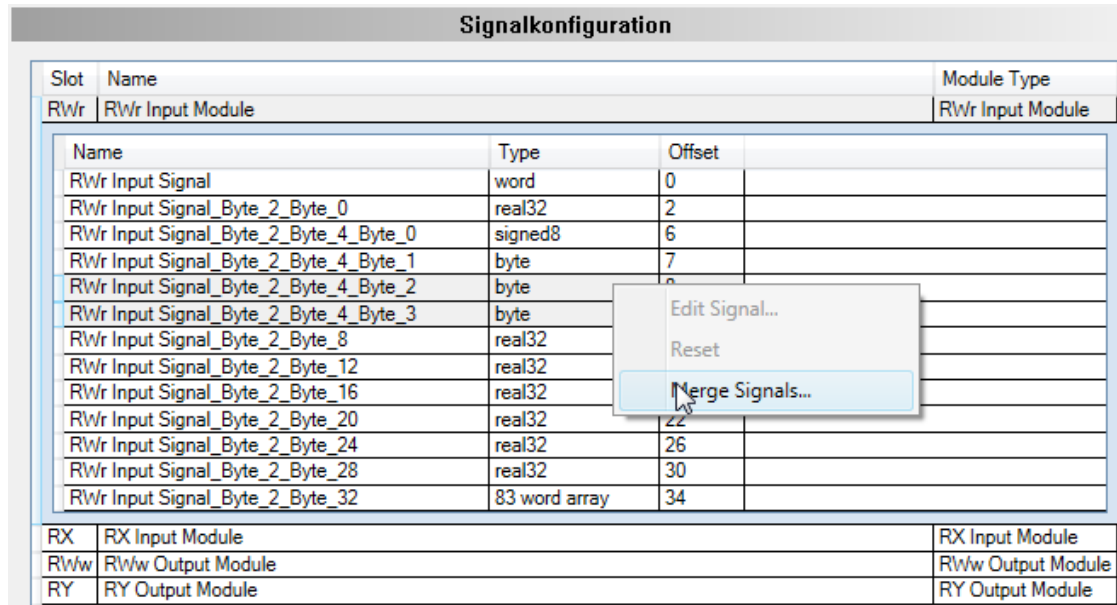 Signalkonfiguration
Slot Name Module Type
RWr RWr Input Module RWr Input Module
Name Type Offset
RWr Input Signal word 0
RWr Input Signal_Byte_2_Byte_0 real32 2
RWr Input Signal_Byte_2_Byte_4_Byte_0 signed8 6
RWr Input Signal_Byte_2_Byte_4_Byte_1 byte 7
RWr Input Signal_Byte_2_Byte_4_Byte_2 byte
Edit Signal...
RWr Input Signal_Byte_2_Byte_4_Byte_3 byte
RWr Input Signal_Byte_2_Byte_8 real32
Reset
RWr Input Signal_Byte_2_Byte_12 real32
RWr Input Signal_Byte_2_Byte_16 real32
Merge Signals...
RWr Input Signal_Byte_2_Byte_20 real32 22
RWr Input Signal_Byte_2_Byte_24 real32 26
RWr Input Signal_Byte_2_Byte_28 real32 30
RWr Input Signal_Byte_2_Byte_32 83 word array 34
RX RX Input Module RX Input Module
RWw RWw Output Module RWw Output Module
RY RY Output Module RY Output Module